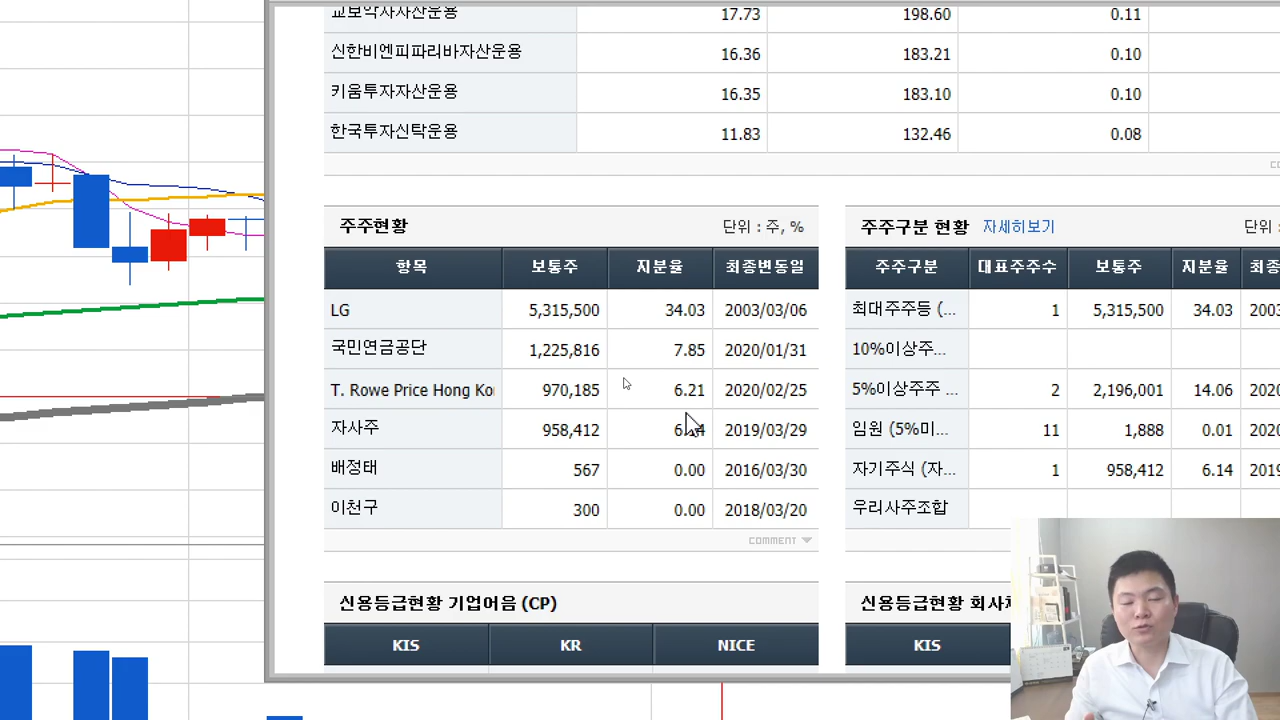 교보악사자산운용 17.73 198.60 0.11
신한비엔피파리바자산운용 16.36 183.21 0.10
키움투자자산운용 16.35 183.10 0.10
한국투자신탁운용 11.83 132.46 0.08
주주현황 단위 : 주, %
항목 보통주 지분율 최종변동일
LG 5,315,500 34.03 2003/03/06
국민연금공단 1,225,816 7.85 2020/01/31
T. Rowe Price Hong Ko 970,185 6.21 2020/02/25
자사주 958,412 2019/03/29
배정태 567 0.00 2016/03/30
이천구 300 0.00 2018/03/20
COMMENT
주주구분 현황 자세히보기 단위 :
주주구분 대표주주수 보통주 지분율 최종
최대주주등 (... 1 5,315,500 34.03 2003
10%이상주...
5%이상주주 ... 2 2,196,001 14.06 2020
임원 (5%미... 11 1,888 0.01 2020
자기주식 (자... 1 958,412 6.14 2019
우리사주조합
신용등급현황 기업어음 (CP)
KIS KR NICE
신용등급현황 회사
KIS